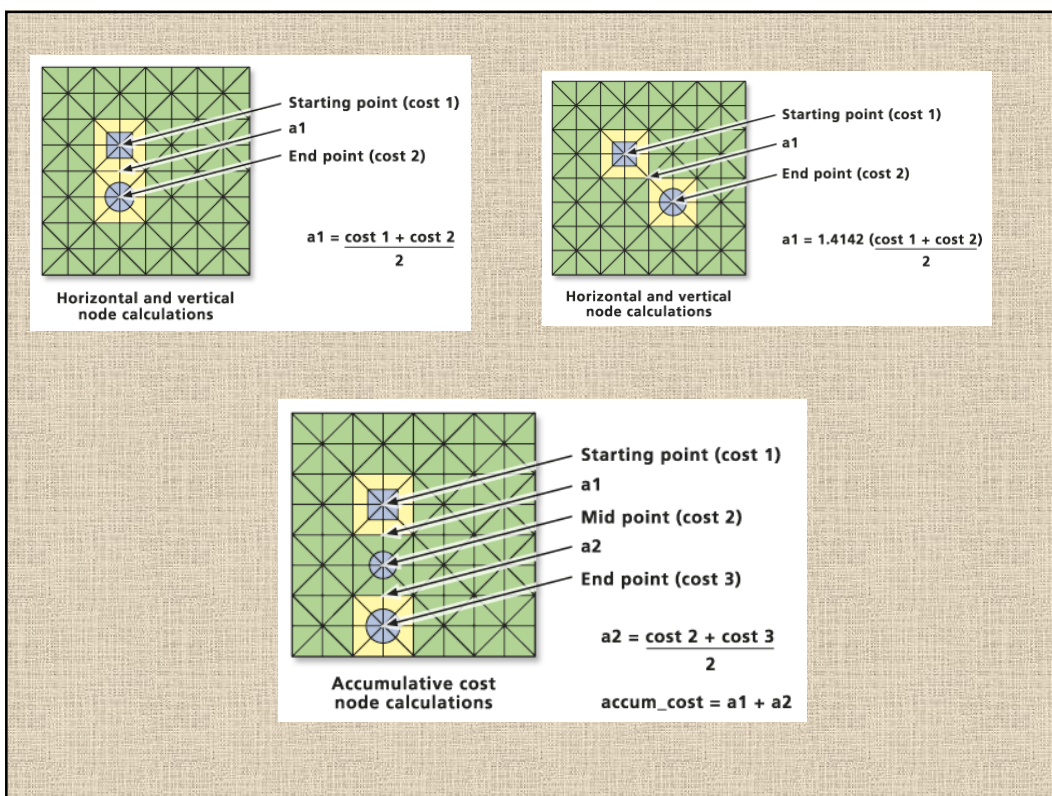 Starting point (cost 1)
a1
End point (cost 2)
a1 = cost 1 + cost 2
2
Horizontal and vertical
node calculations
Starting point (cost 1)
a1
End point (cost 2)
a1 = 1.4142 (cost 1 + cost 2)
2
Horizontal and vertical
node calculations
Starting point (cost 1)
a1
Mid point (cost 2)
a2
End point (cost 3)
a2 = cost 2 + cost 3
2
accum_cost = a1 + a2
Accumulative cost
node calculations